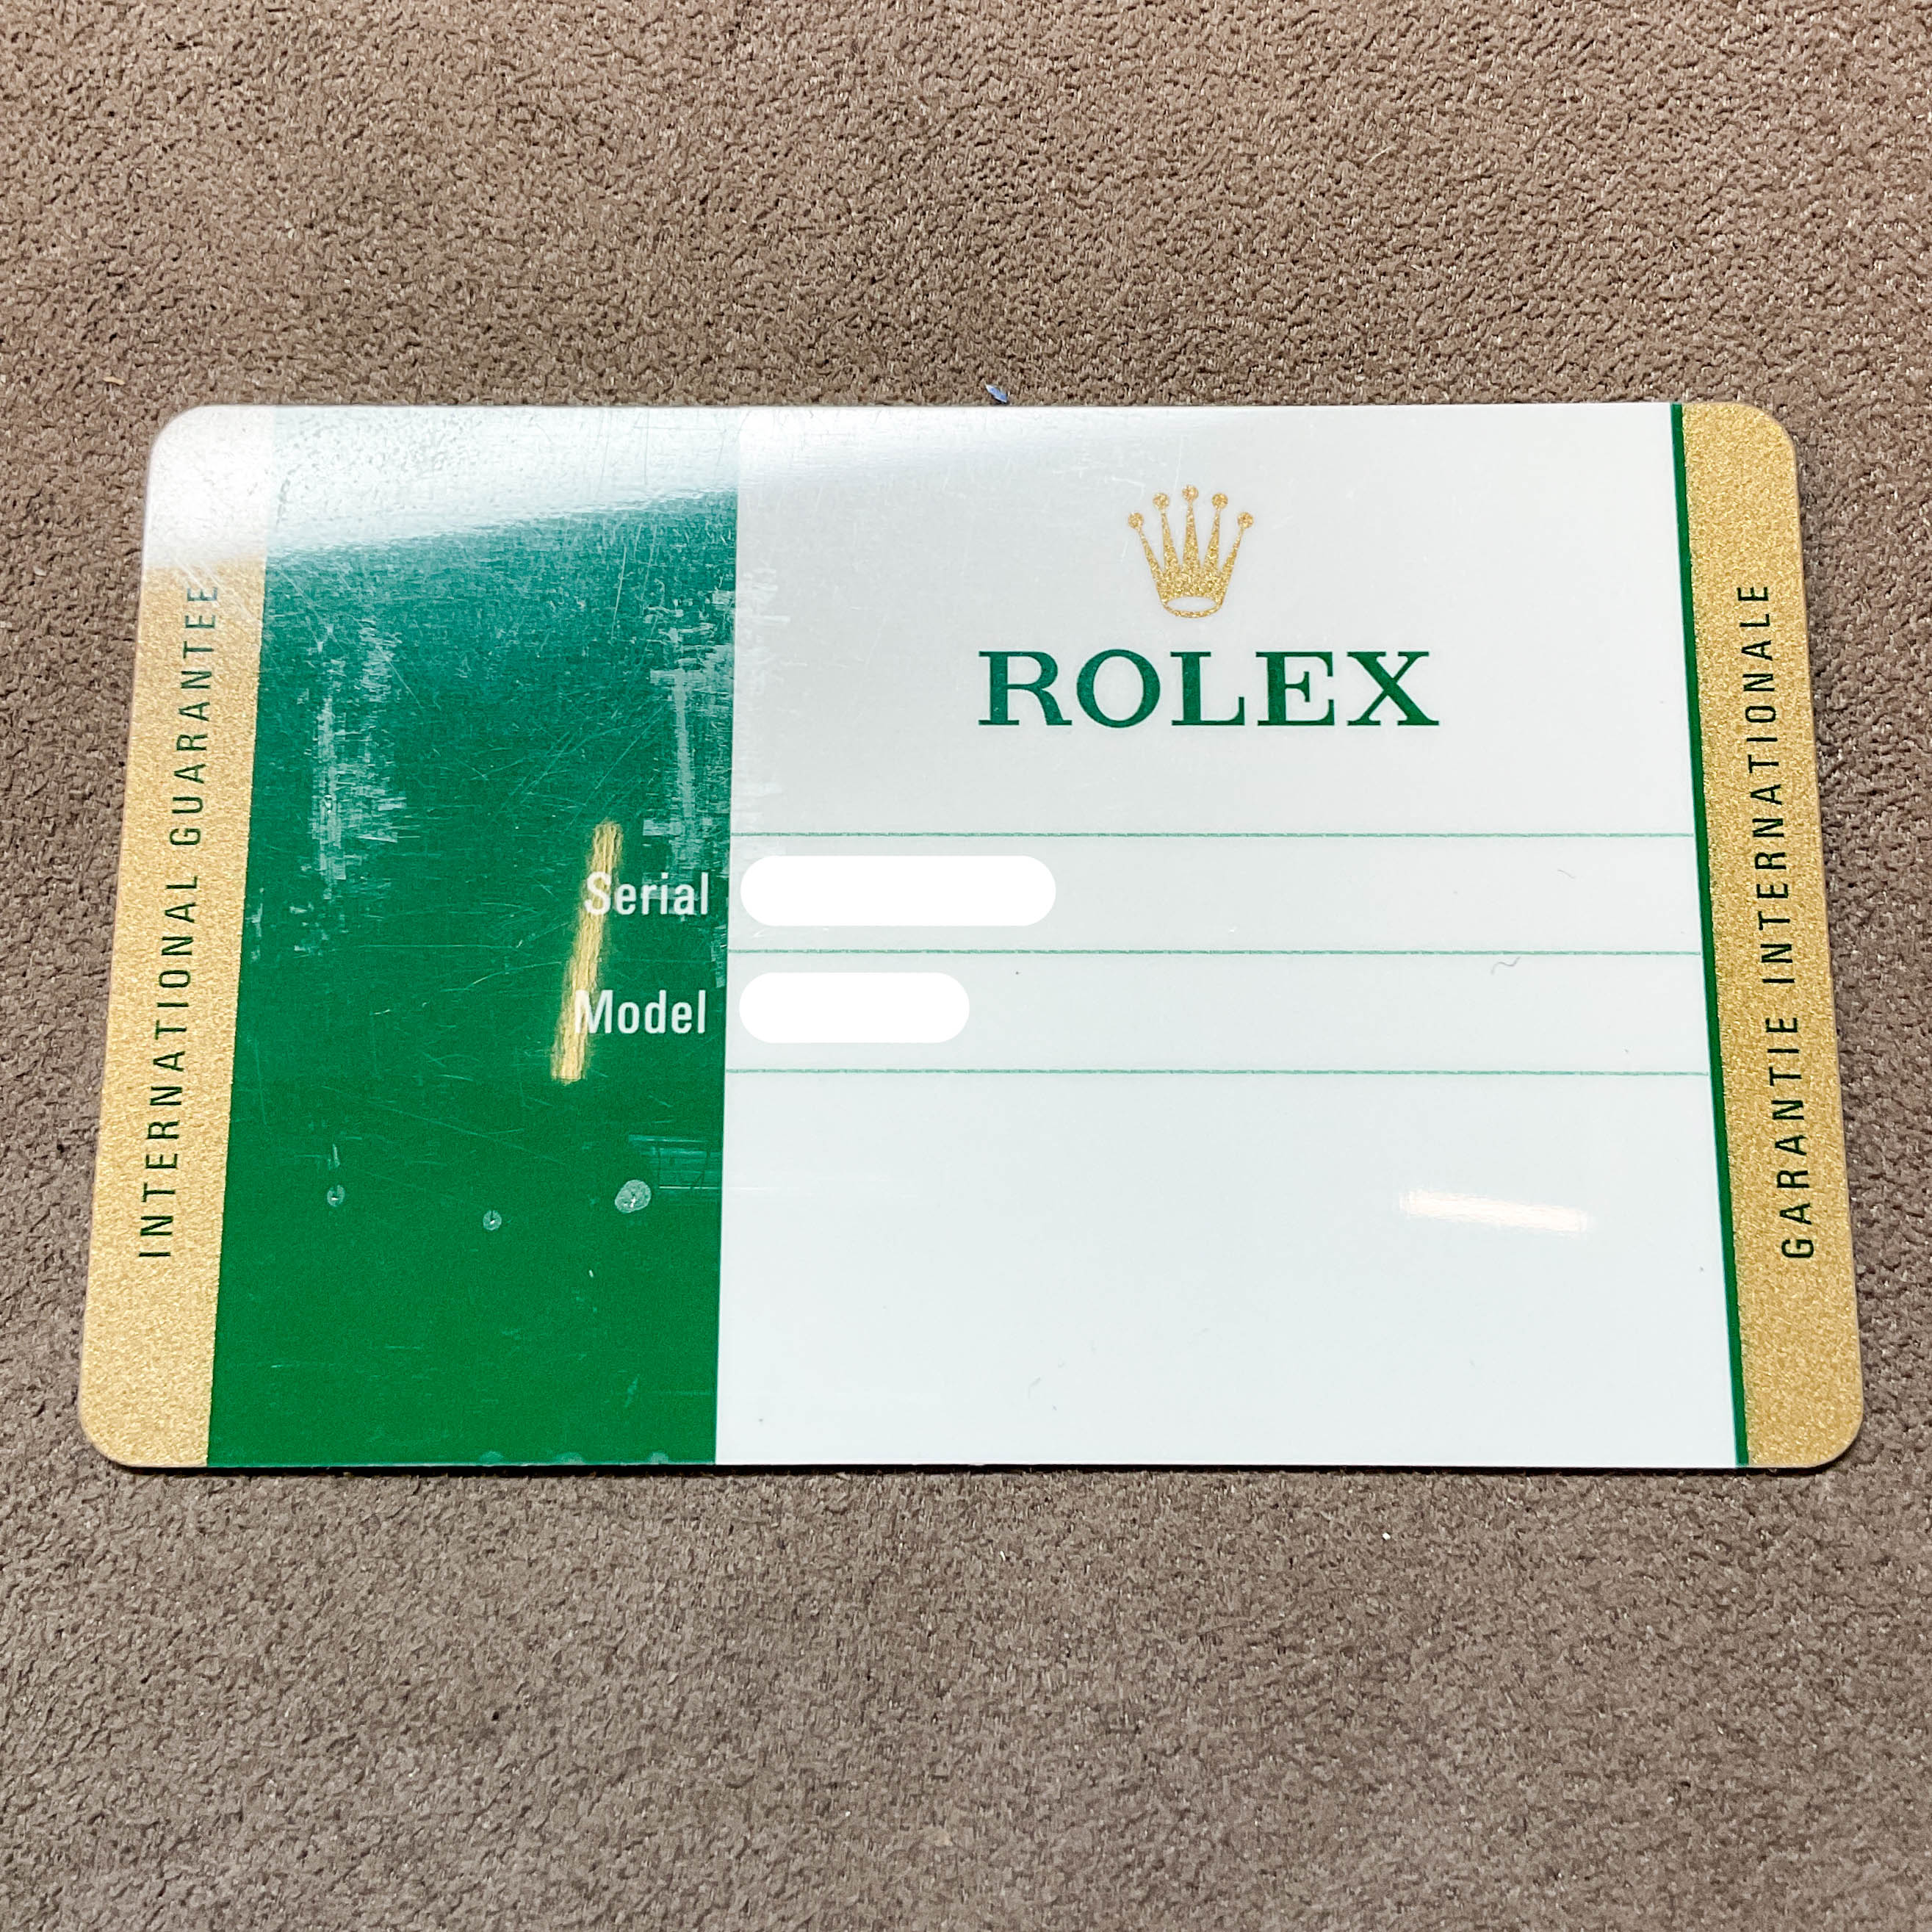 INTERNATIONAL GUARANTEE
ROLEX
Serial
Model
GARANTIE INTERNATIONALE